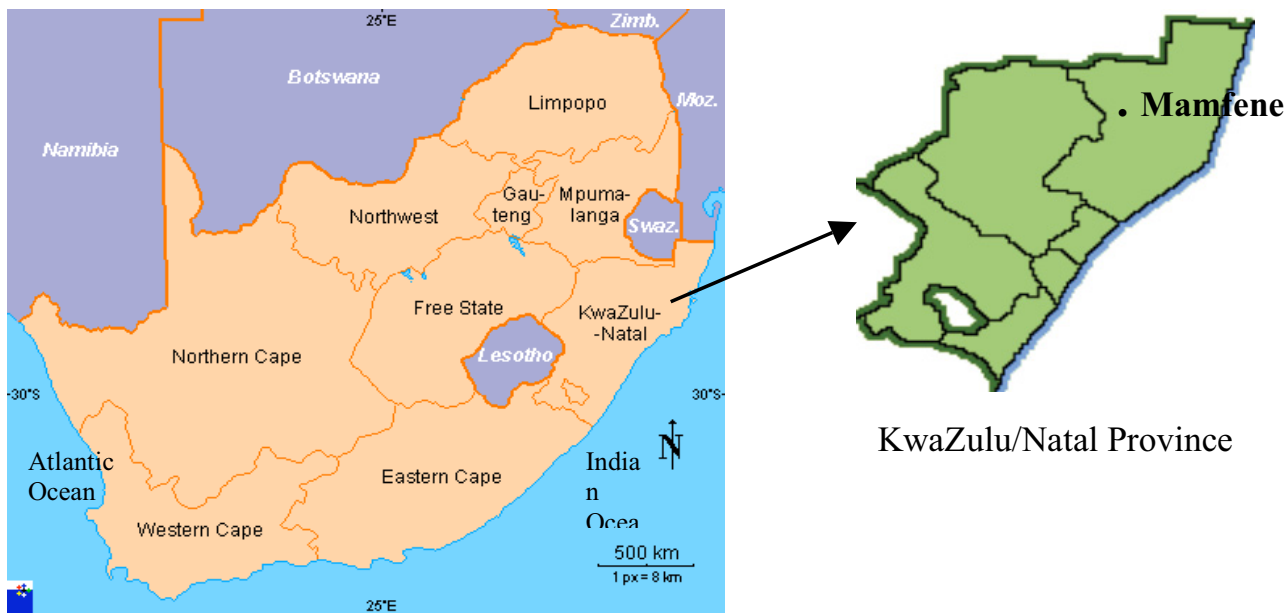 25°E
Zimb.
Botswana
Limpopo
Moz.
Namibia
Gau-
teng
Mpuma-
langa
Northwest
Swaz.
Free State
KwaZulu-
-Natal
Northern Cape
Lesotho
30°S
30°S
N
Atlantic
Ocean
India
n
Ocea
Eastern Cape
Western Cape
500 km
1 px = 8 km
25°E
. Mamfene
KwaZulu/Natal Province